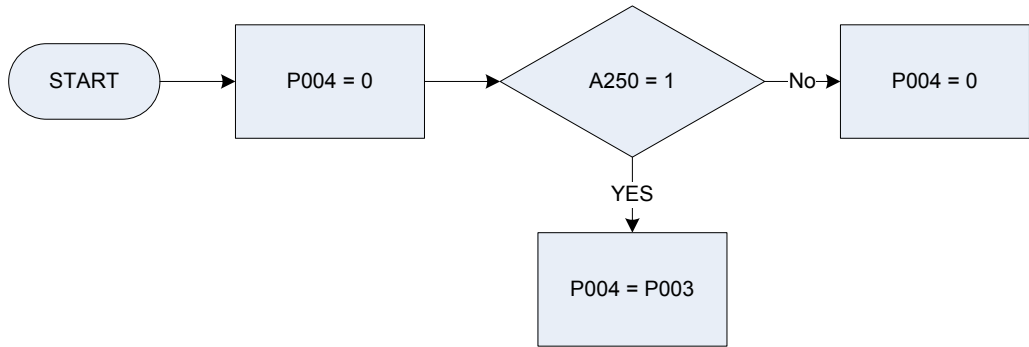 START
P004 = 0
A250 = 1
No
P004 = 0
YES
P004 = P003